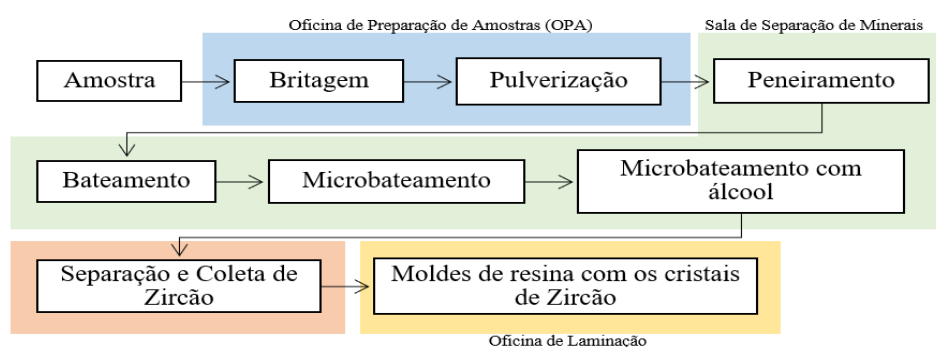 Oficina de Preparação de Amostras (OPA)
Sala de Separação de Minerais
Amostra
Britagem
Pulverização
Peneiramento
Bateamento
Microbateamento
Microbateamento com
álcool
Separação e Coleta de
Zircão
Moldes de resina com os cristais
de Zircão
Oficina de Laminação